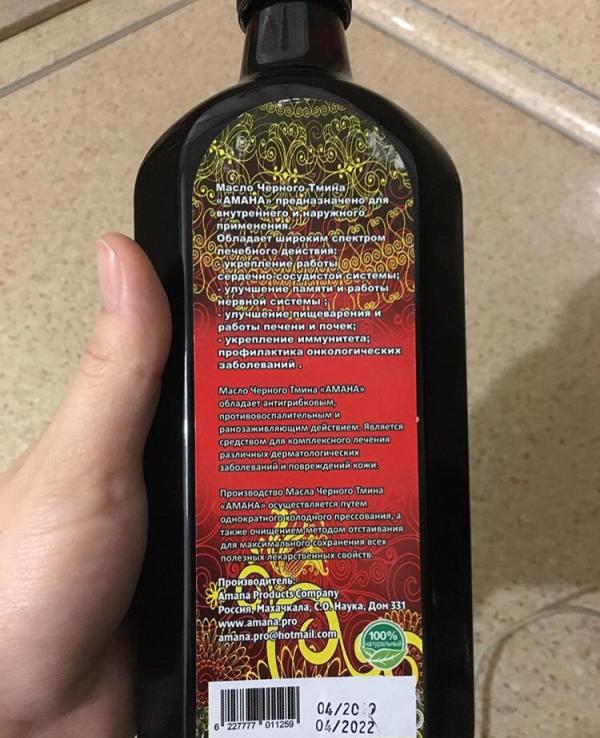 Масло Черного Тмина
«АМАНА» предназначено для
внутреннего и наружного
применения.
Обладает широким спектром
лечебного действия:
- укрепление работы
сердечно-сосудистой системы;
- улучшение памяти и работы
нервной системы ;
- улучшение пищеварения и
работы печени и почек;
- укрепление иммунитета;
профилактика онкологических
заболеваний .
Масло Черного Тмина «АМАНА»
обладает антигрибковым,
противовоспалительным и
ранозаживляющим действием. Является
средством для комплексного лечения
различных дерматологических
заболеваний и повреждений кожи.
Производство Масла Черного Тмина
«АМАНА» осуществляется путем
однократного холодного прессования, а
также очищением методом отстаивания
для максимального сохранения всех
полезных лекарственных свойств.
Производитель:
Amana Products Company
Россия, Махачкала, С.О. Наука, Дом 331
www.amana.pro
amana.pro@hotmail.com
100%
натуральный
04/2022
6 227777 011259